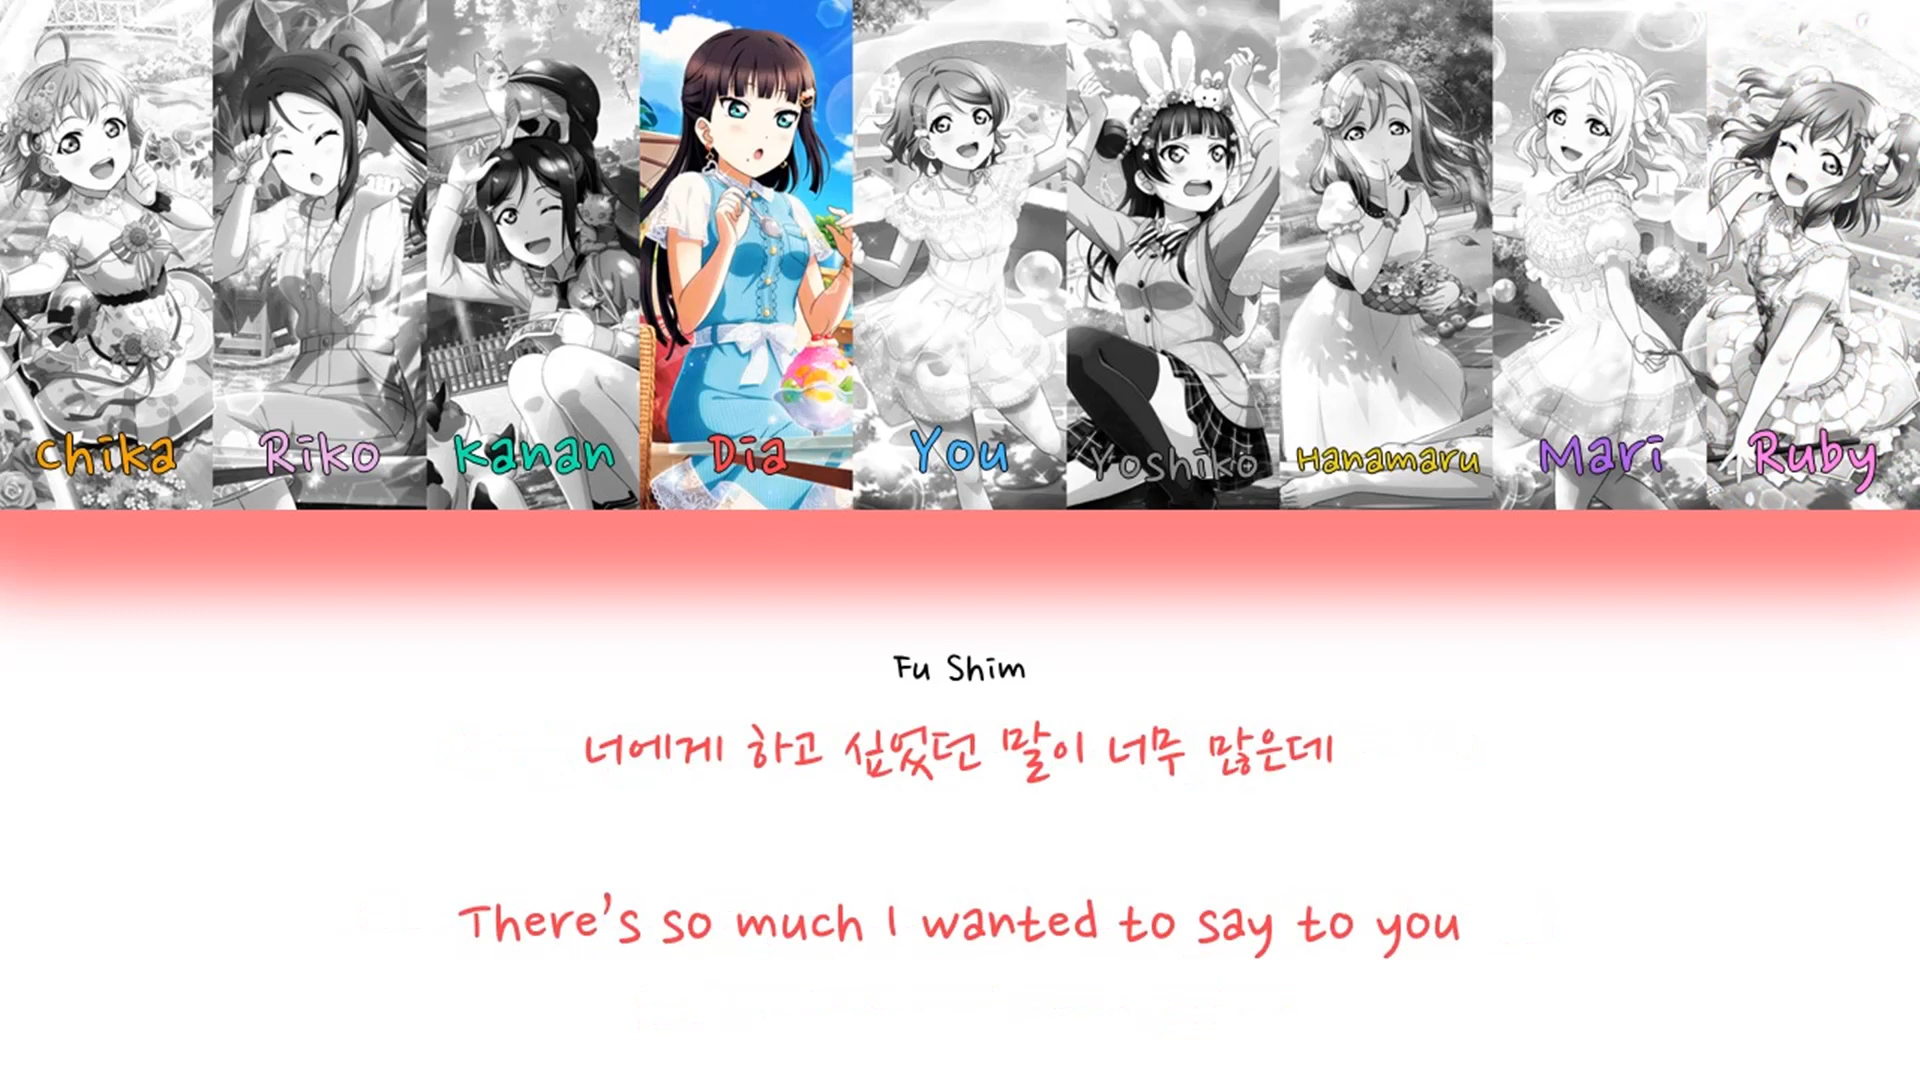 Chika Riko Kanan Dia You Yoshiko Hanamaru Mari Ruby
Fu Shim
너에게 하고 싶었던 말이 너무 많은데
There's so much I wanted to say to you